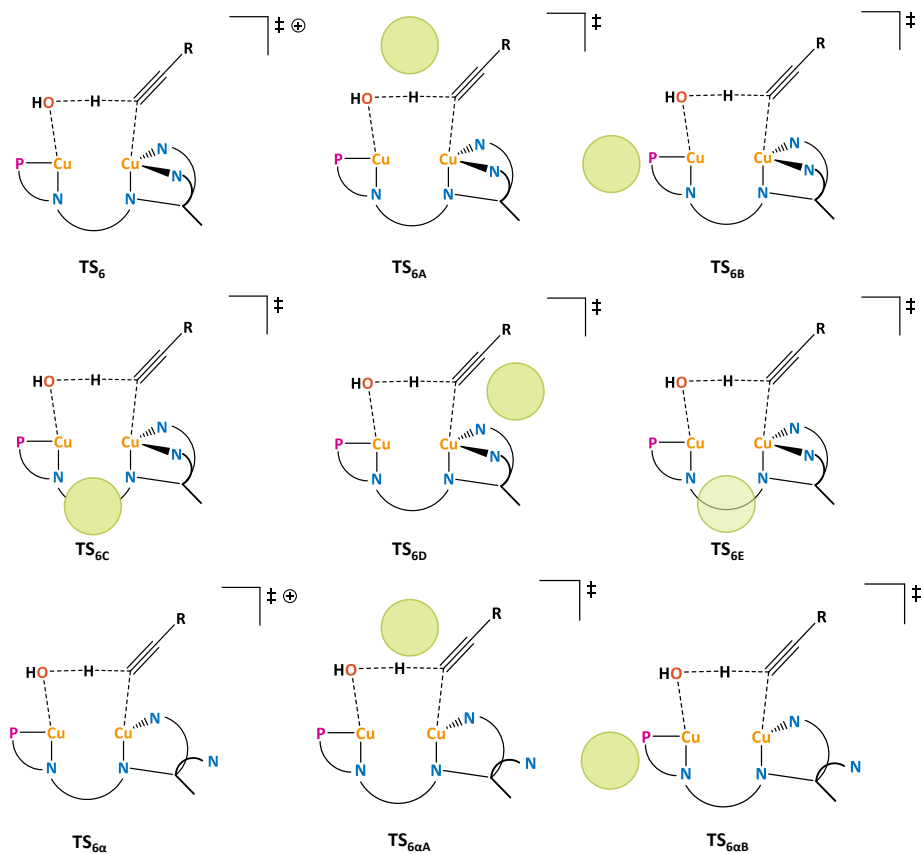 R ‡ ⊕
HO H
P Cu Cu N
N N N
TS6
R ‡
HO H
P Cu Cu N
N N N
TS6A
R ‡
HO H
P Cu Cu N
N N N
TS6B
R ‡
HO H
P Cu Cu N
N N N
TS6C
R ‡
HO H
P Cu Cu N
N N N
TS6D
R ‡
HO H
P Cu Cu N
N N N
TS6E
R ‡ ⊕
HO H
P Cu Cu N
N N N
TS6α
R ‡
HO H
P Cu Cu N
N N N
TS6αA
R ‡
HO H
P Cu Cu N
N N N
TS6αB